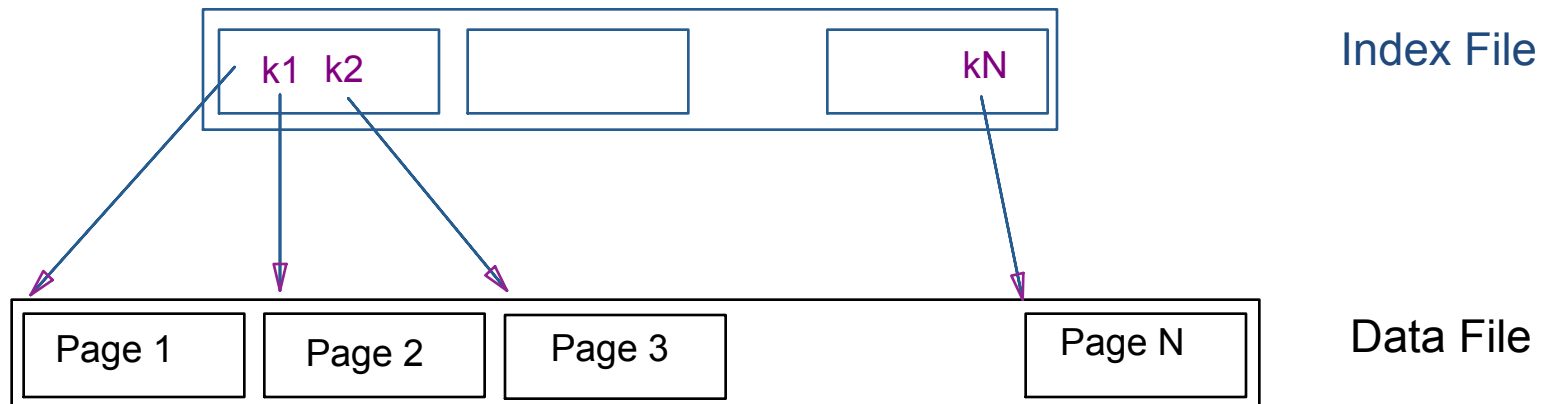 Index File
k1 k2
kN
Page 1
Page 2
Page 3
Page N
Data File